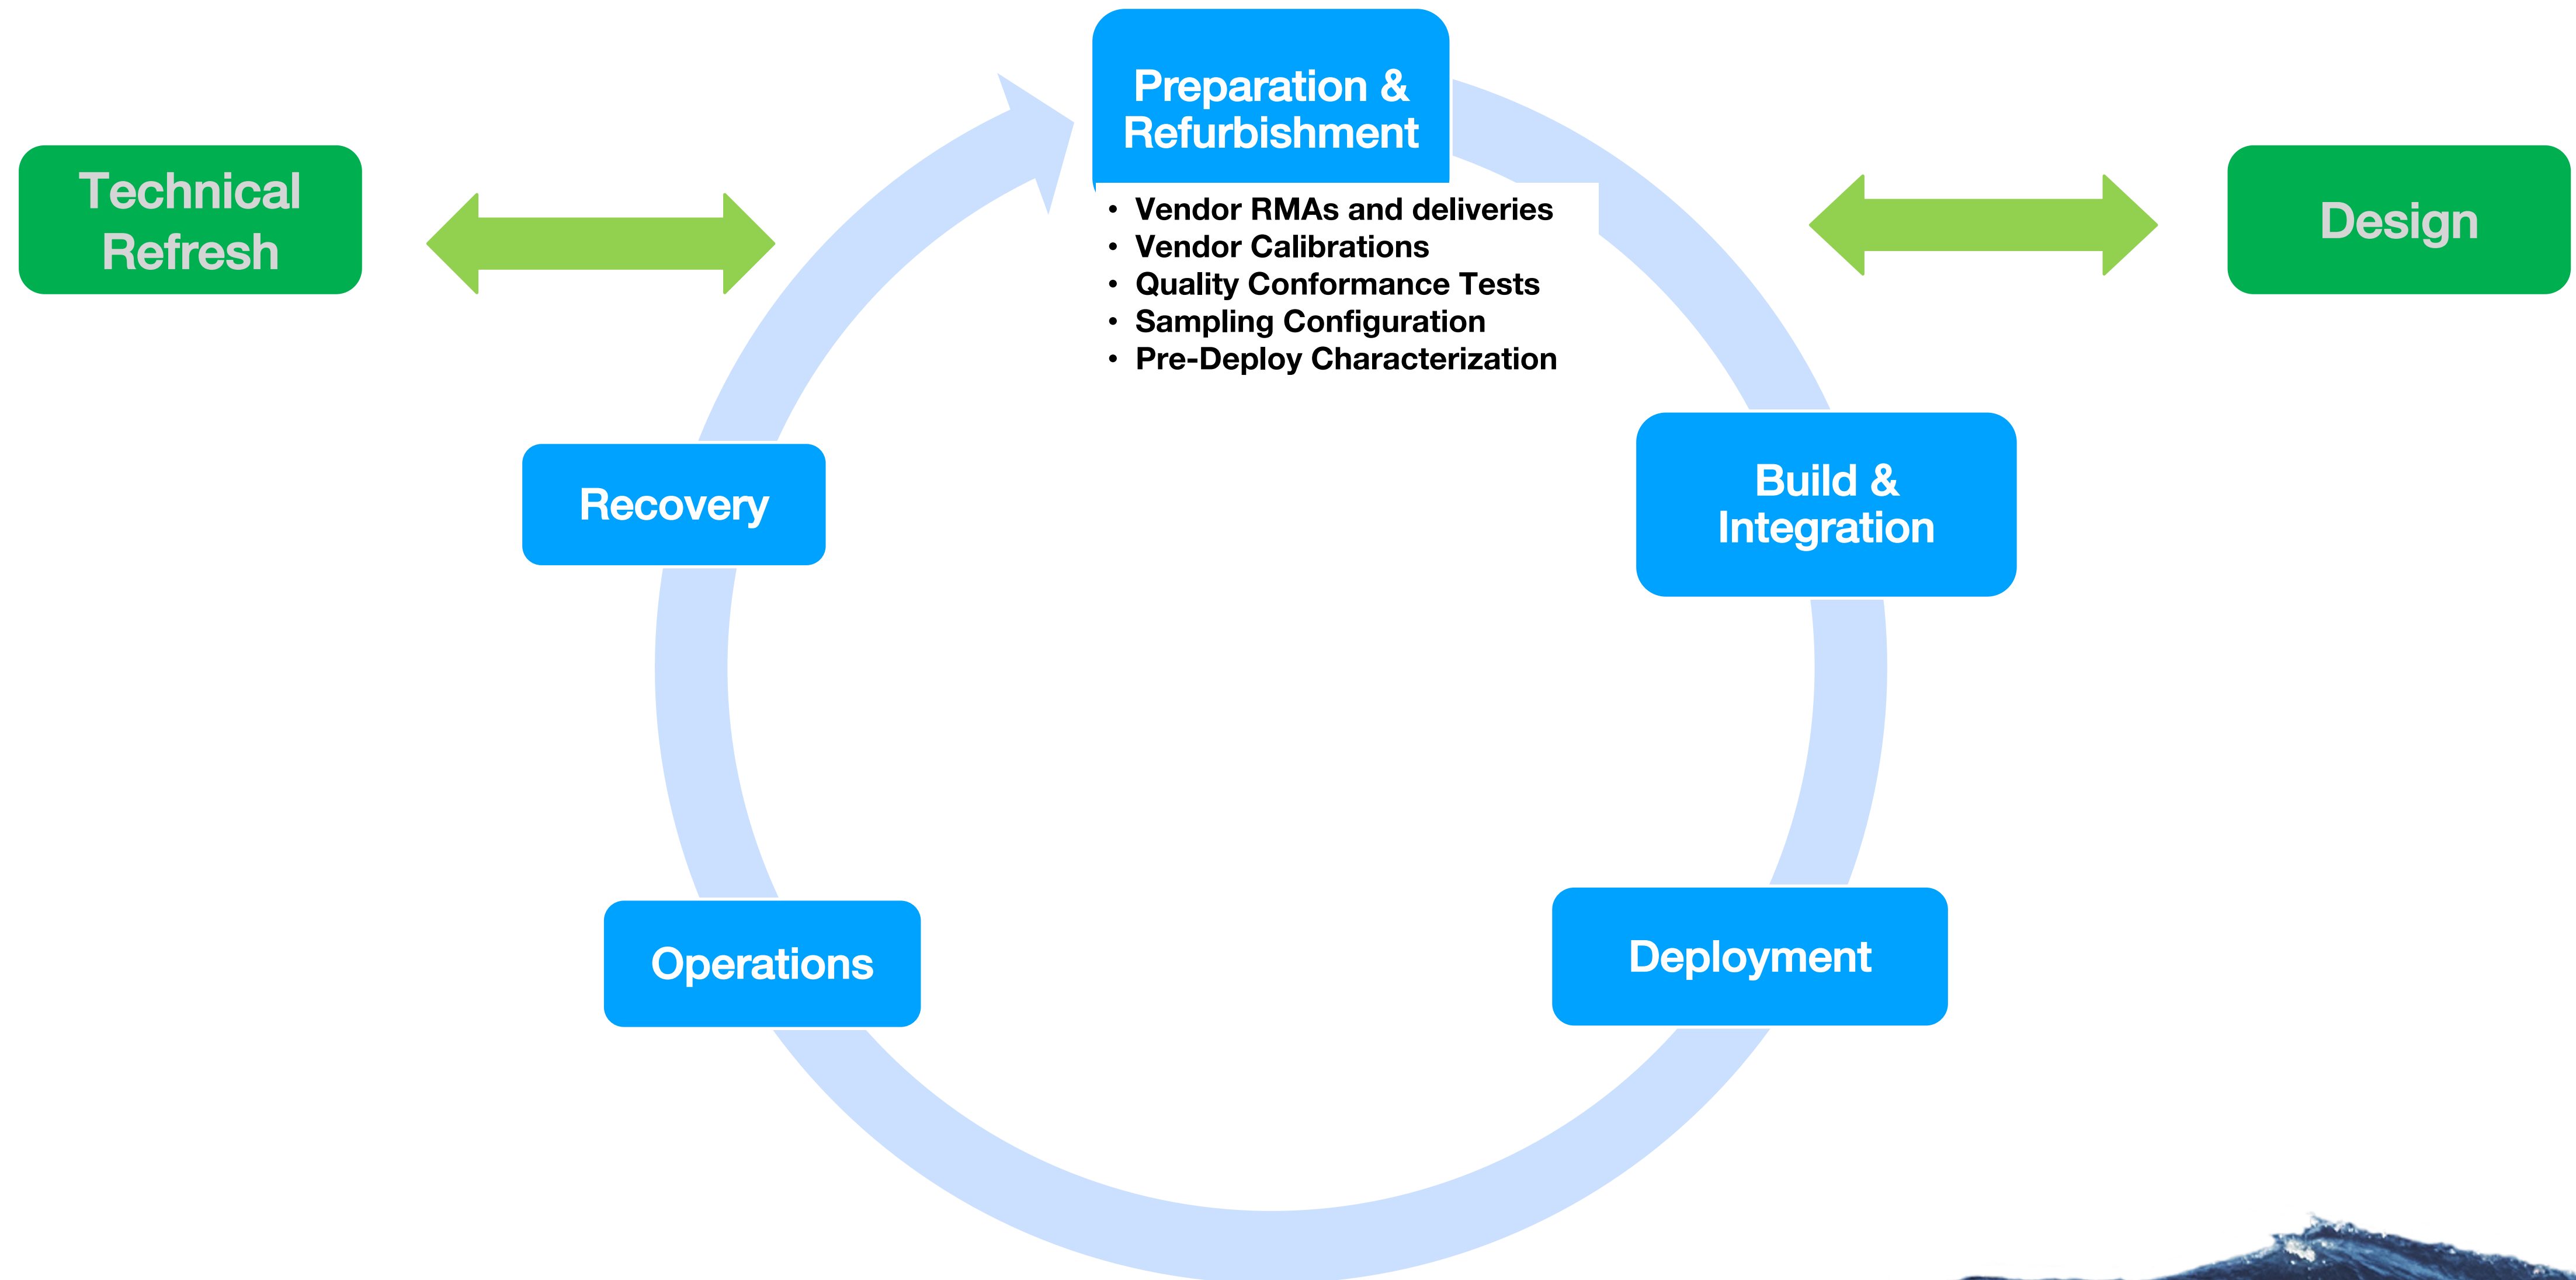 Preparation &
Refurbishment
• Vendor RMAs and deliveries
• Vendor Calibrations
• Quality Conformance Tests
• Sampling Configuration
• Pre-Deploy Characterization
Technical
Refresh
Design
Build &
Integration
Recovery
Deployment
Operations